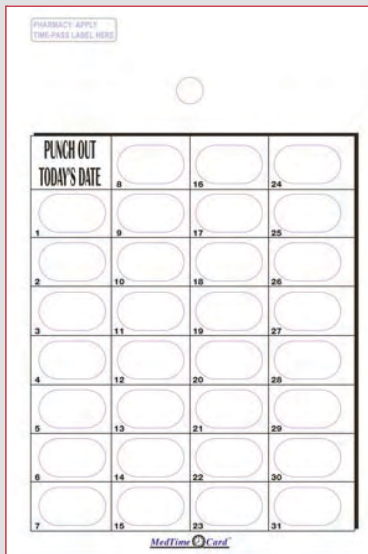 PHARMACY: APPLY
TIME-PASS LABEL HERE
PUNCH OUT
TODAY'S DATE
8 16 24
1 9 17 25
2 10 18 26
3 11 19 27
4 12 20 28
5 13 21 29
6 14 22 30
7 15 23 31
MedTime Card